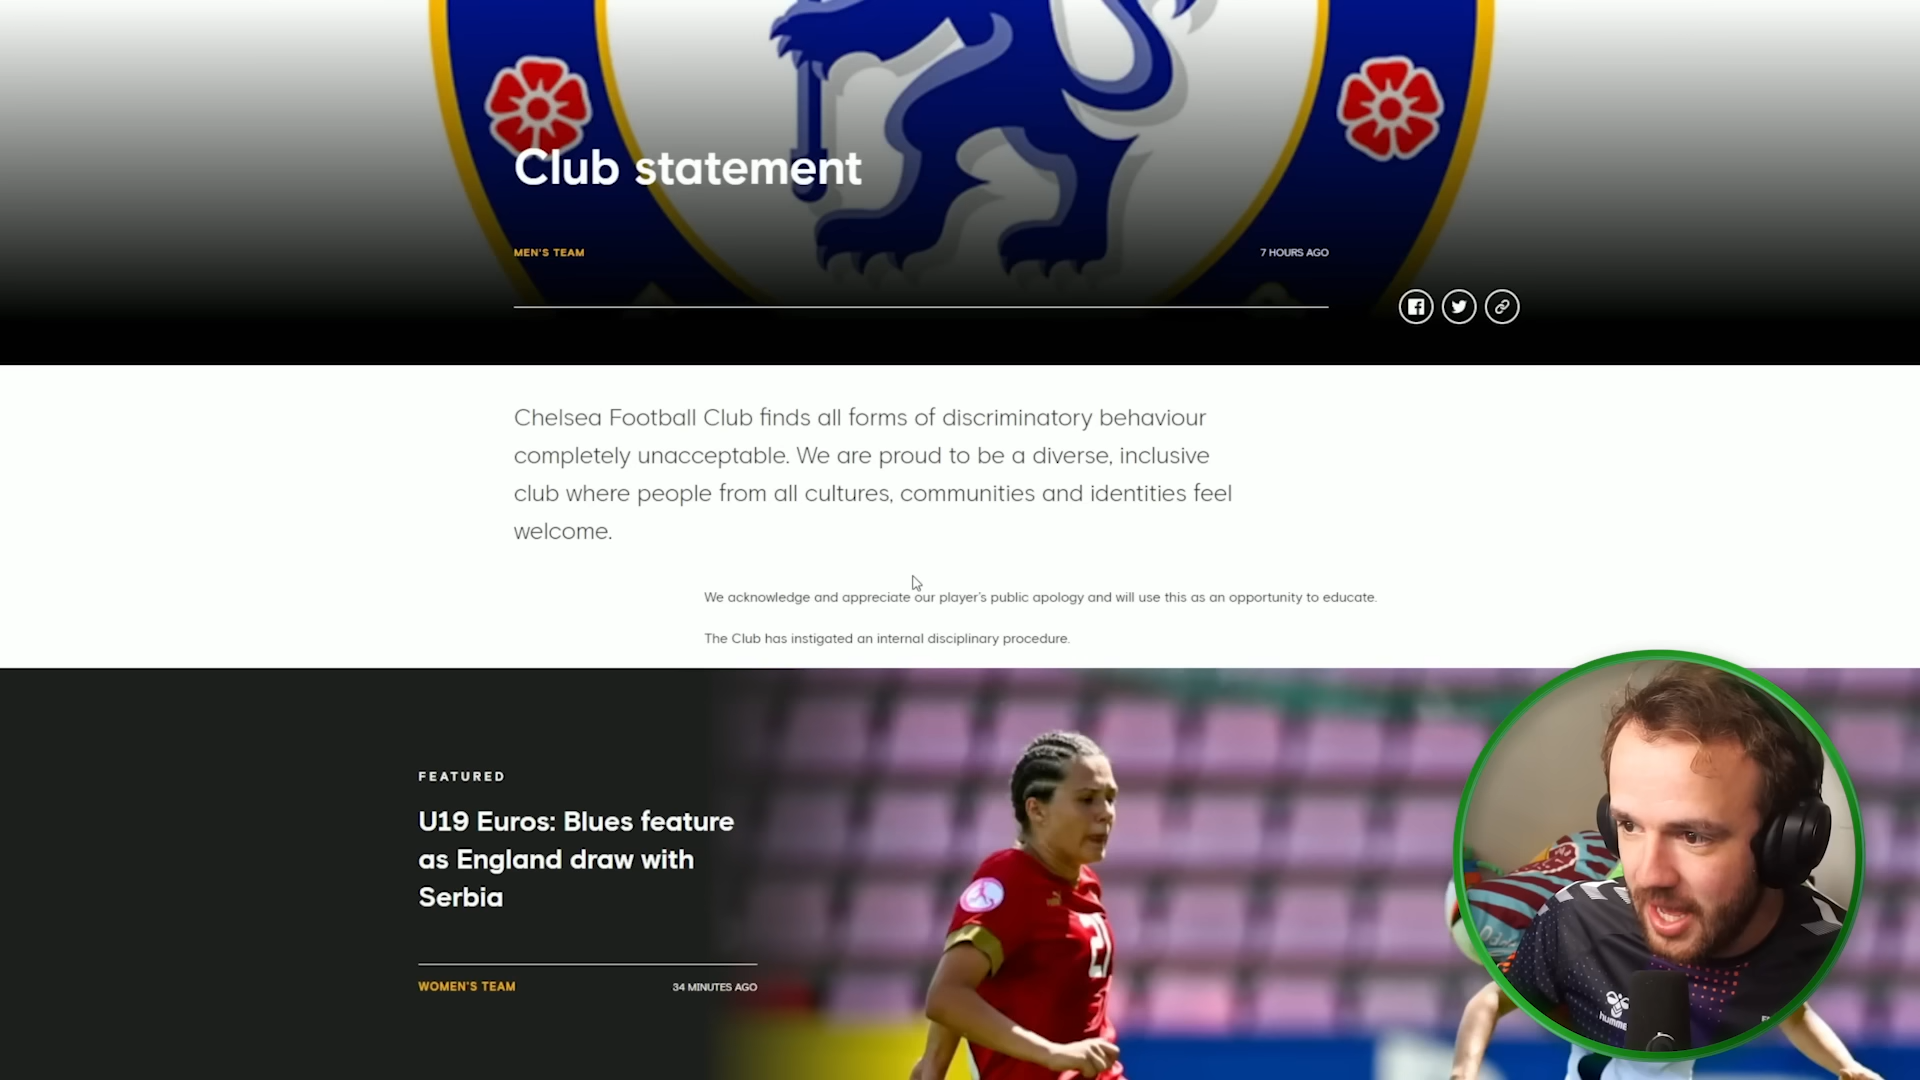 Club statement
MEN'S TEAM
7 HOURS AGO
Chelsea Football Club finds all forms of discriminatory behaviour
completely unacceptable. We are proud to be a diverse, inclusive
club where people from all cultures, communities and identities feel
welcome.
We acknowledge and appreciate our player's public apology and will use this as an opportunity to educate.
The Club has instigated an internal disciplinary procedure.
FEATURED
U19 Euros: Blues feature
as England draw with
Serbia
WOMEN'S TEAM
34 MINUTES AGO
21